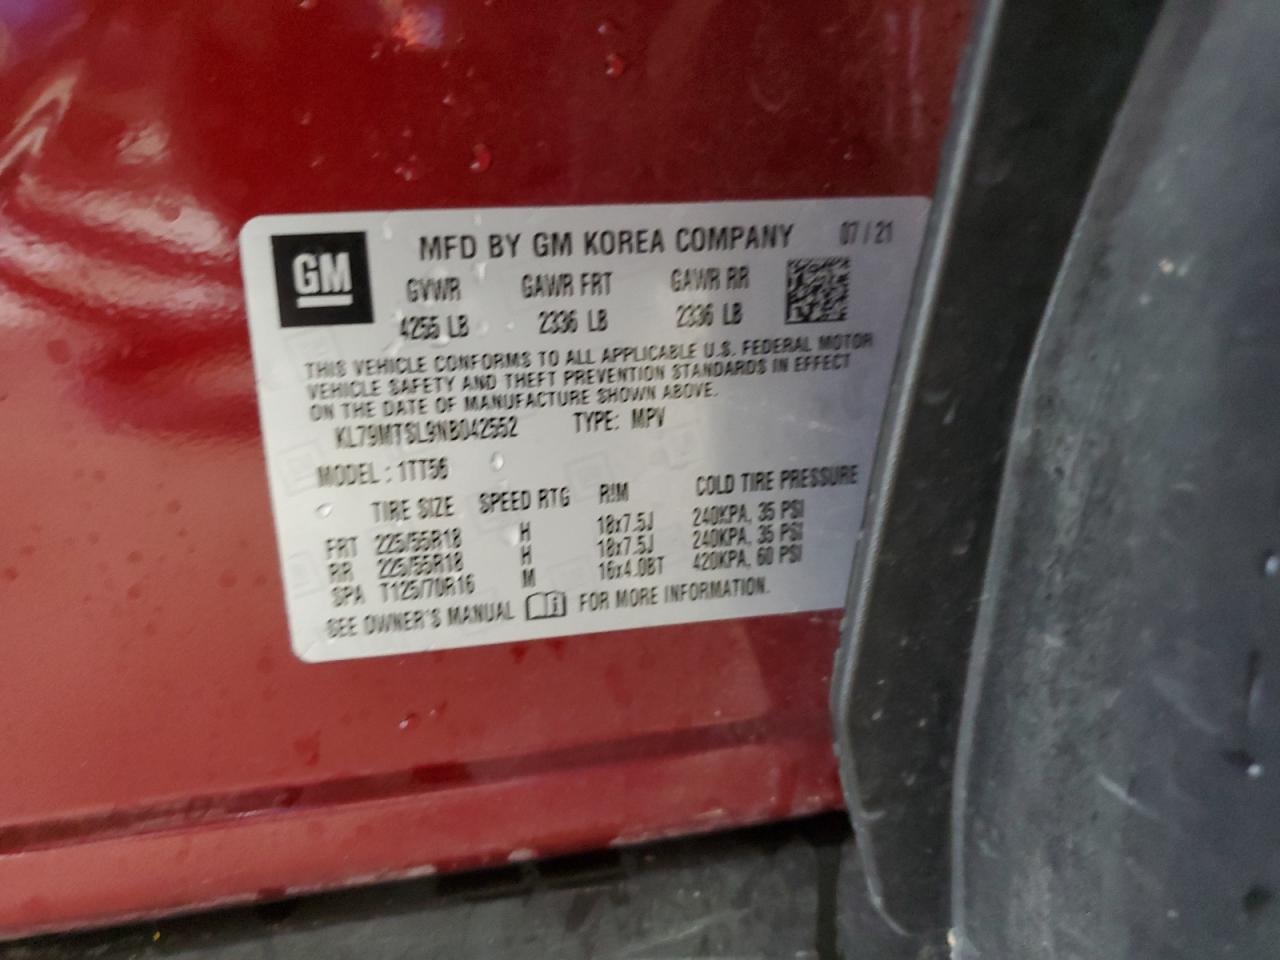 GM
MFD BY GM KOREA COMPANY 07 / 21
GVWR GAWR FRT GAWR RR
4255 LB 2336 LB 2336 LB
THIS VEHICLE CONFORMS TO ALL APPLICABLE U.S. FEDERAL MOTOR
VEHICLE SAFETY AND THEFT PREVENTION STANDARDS IN EFFECT
ON THE DATE OF MANUFACTURE SHOWN ABOVE.
KL79MTSL9NB042552 TYPE: MPV
MODEL : 1TT56
TIRE SIZE SPEED RTG RIM COLD TIRE PRESSURE
FRT 225/55R18 H 18x7.5J 240KPA, 35 PSI
RR 225/55R18 H 18x7.5J 240KPA, 35 PSI
SPA T125/70R16 M 16x4.0BT 420KPA, 60 PSI
SEE OWNER'S MANUAL FOR MORE INFORMATION.